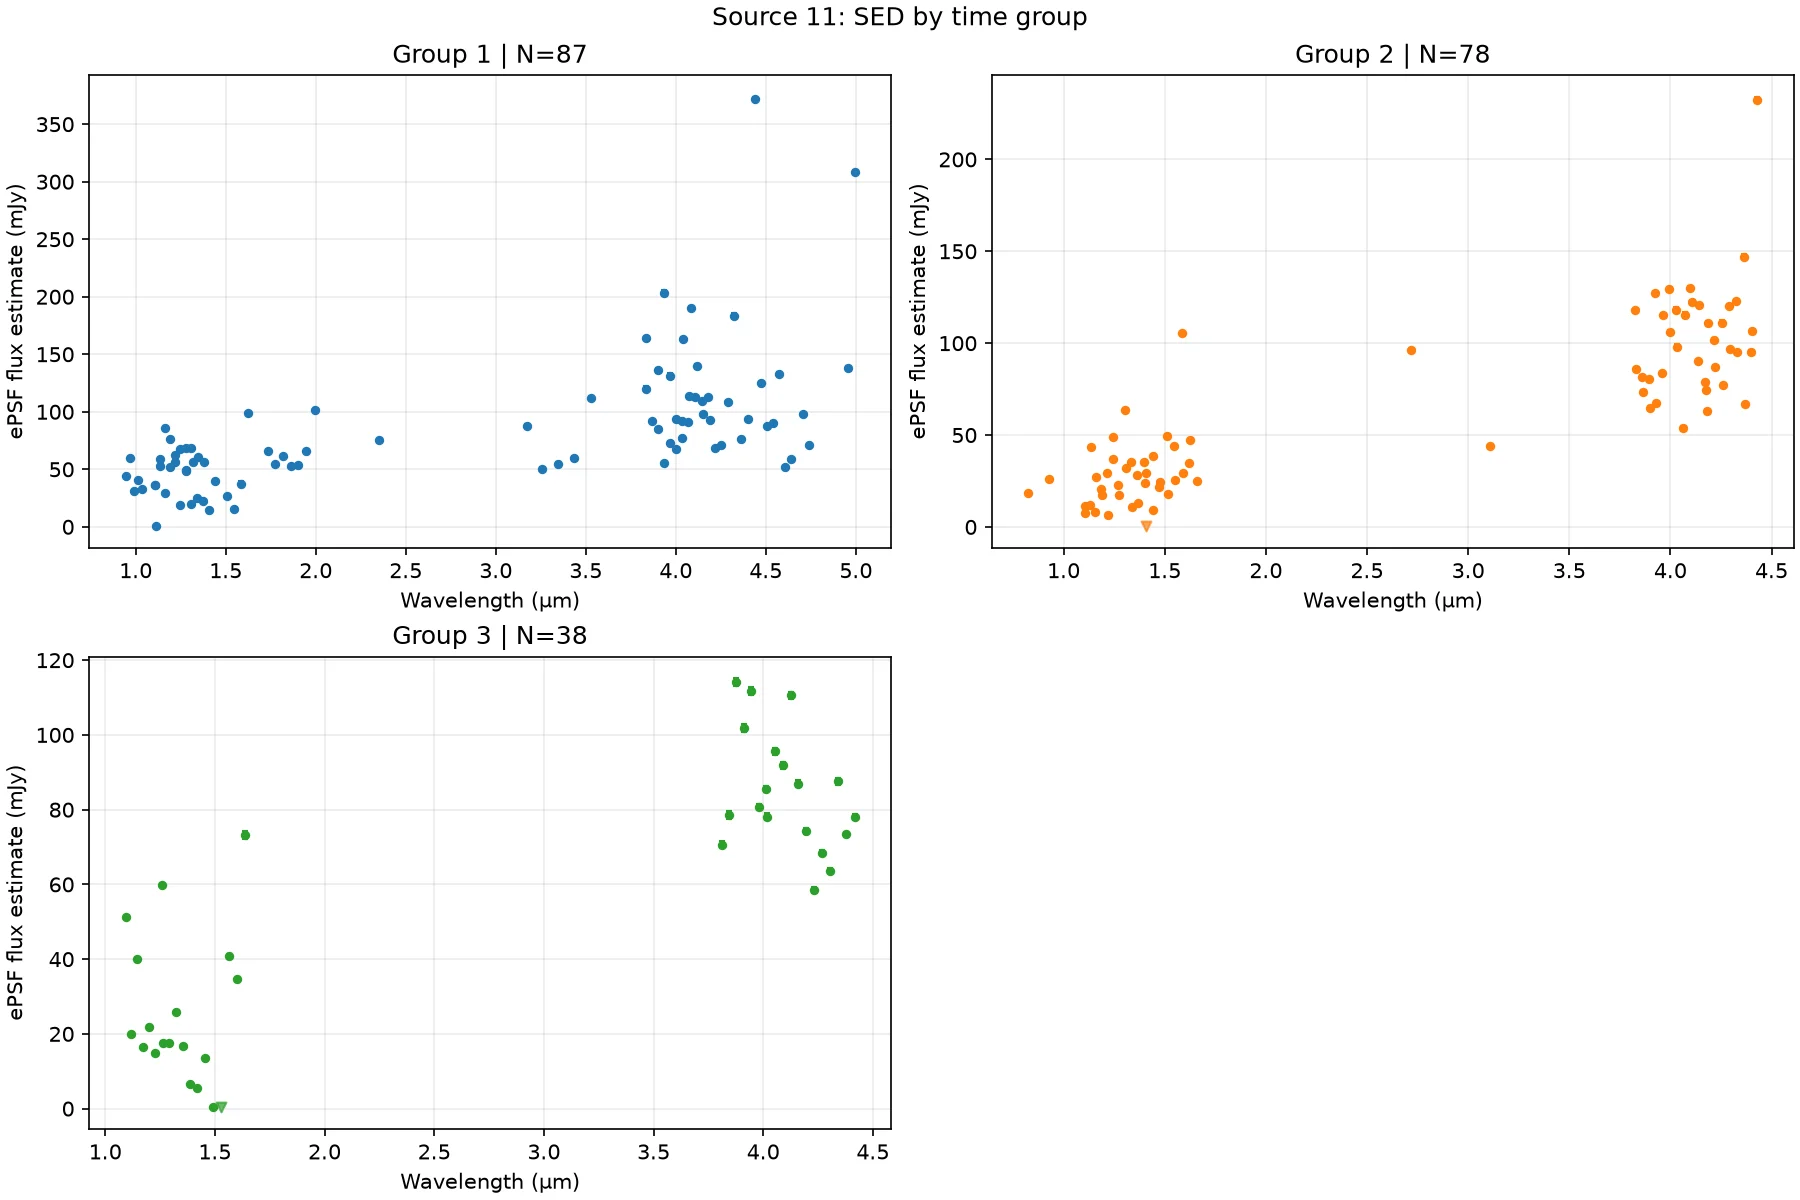 Source 11: SED by time group
Group 1 | N=87
350
300
250
200
150
100
50
0
ePSF flux estimate (mJy)
1.0 1.5 2.0 2.5 3.0 3.5 4.0 4.5 5.0
Wavelength (μm)
Group 2 | N=78
200
150
100
50
0
ePSF flux estimate (mJy)
1.0 1.5 2.0 2.5 3.0 3.5 4.0 4.5
Wavelength (μm)
Group 3 | N=38
120
100
80
60
40
20
0
ePSF flux estimate (mJy)
1.0 1.5 2.0 2.5 3.0 3.5 4.0 4.5
Wavelength (μm)